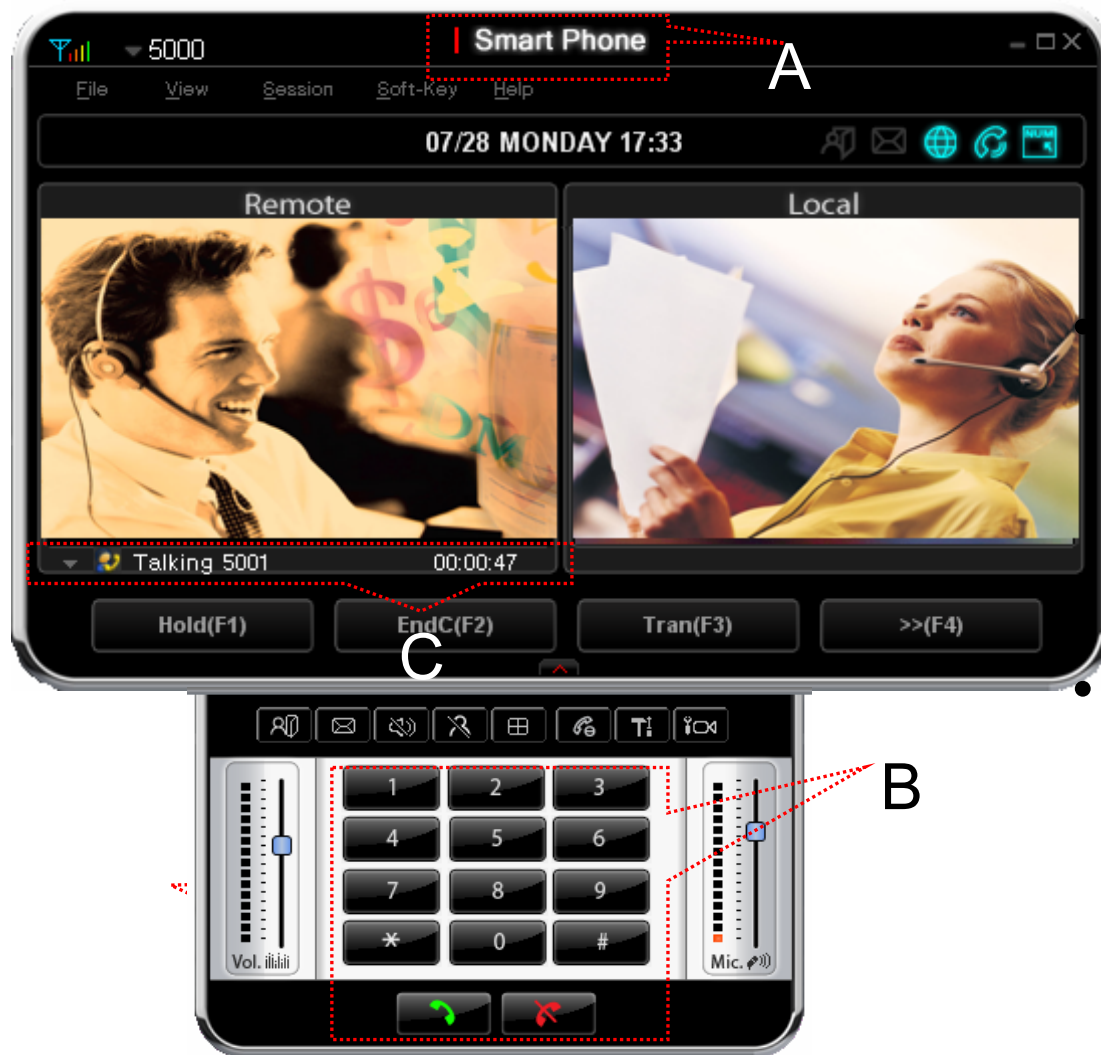 Smart Phone
5000
A
File View Session Soft-Key Help
07/28 MONDAY 17:33
NUM
Remote
Local
$
DM
Talking 5001 00:00:47
Hold(F1) EndC(F2) Tran(F3) >>(F4)
C
B
1 2 3
4 5 6
7 8 9
* 0 #
Vol.
Mic.